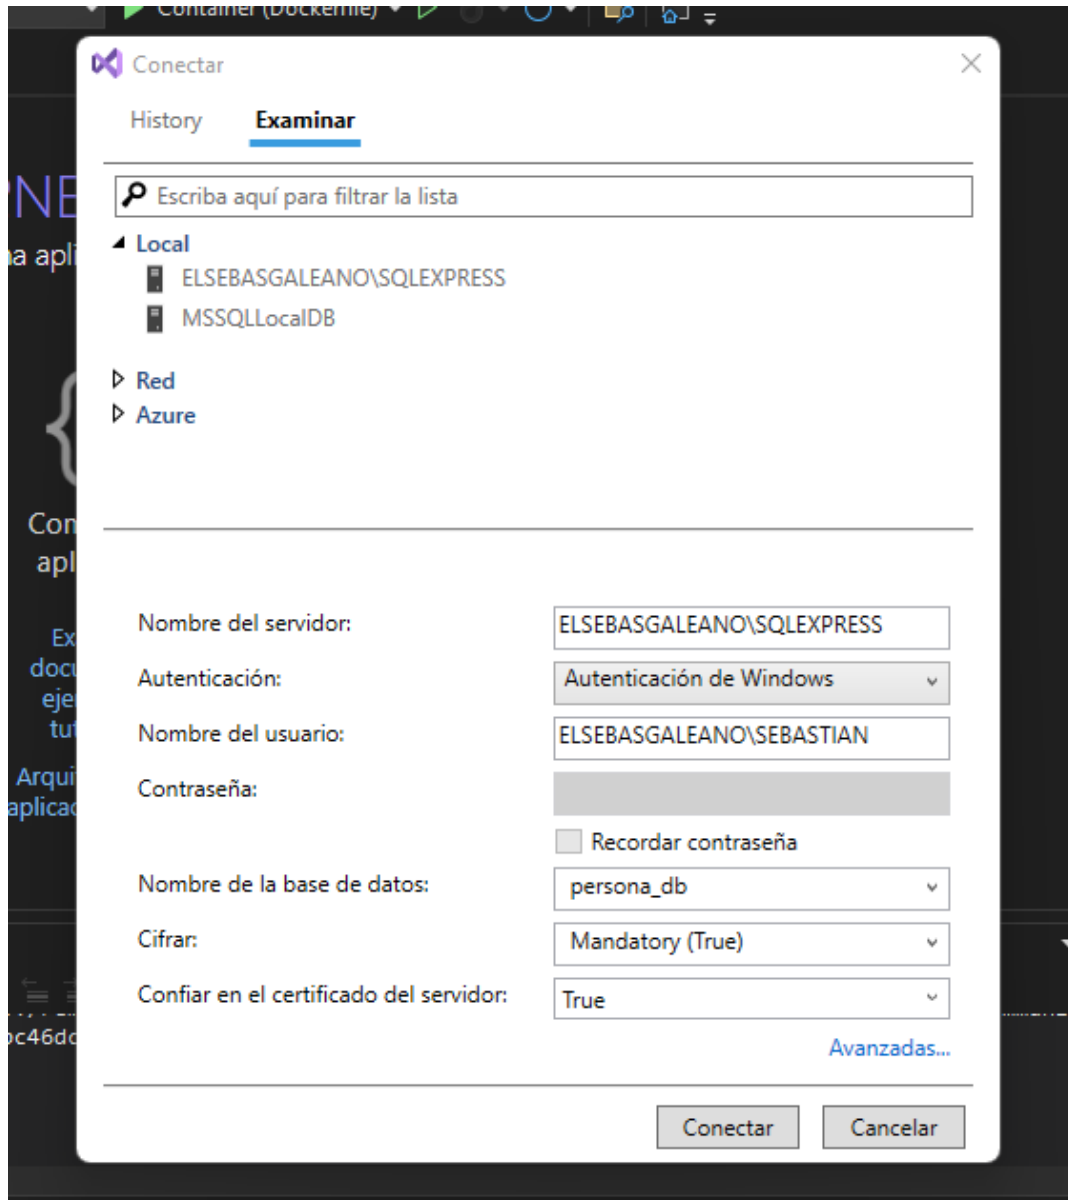 Container (Dockerfile)
Conectar
History Examinar
Escriba aquí para filtrar la lista
Local
ELSEBASGALEANO\SQLEXPRESS
MSSQLLocalDB
Red
Azure
Nombre del servidor: ELSEBASGALEANO\SQLEXPRESS
Autenticación: Autenticación de Windows
Nombre del usuario: ELSEBASGALEANO\SEBASTIAN
Contraseña:
Recordar contraseña
Nombre de la base de datos: persona_db
Cifrar: Mandatory (True)
Confiar en el certificado del servidor: True
Avanzadas...
Conectar Cancelar